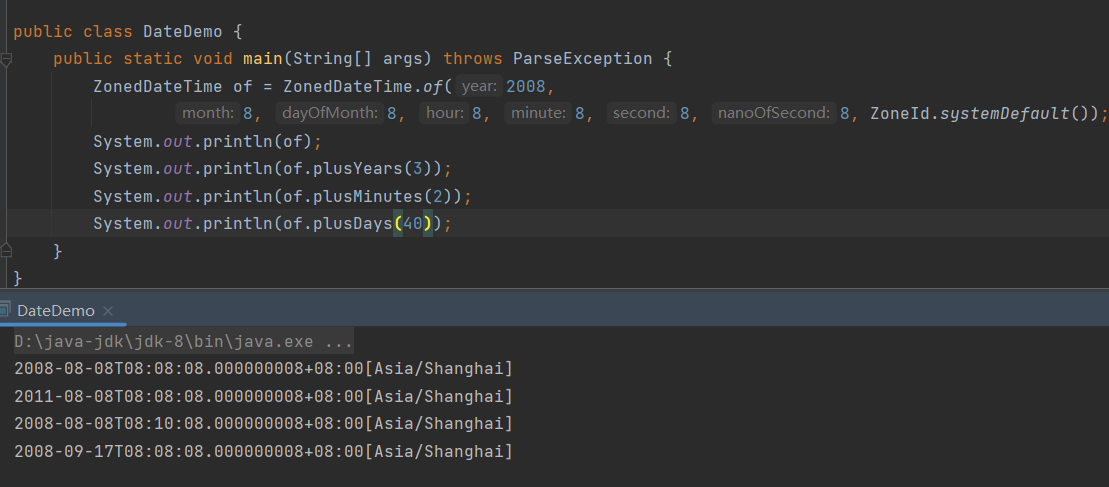 public class DateDemo {
public static void main(String[] args) throws ParseException {
ZonedDateTime of = ZonedDateTime.of( year: 2008,
month: 8, dayOfMonth: 8, hour: 8, minute: 8, second: 8, nanoOfSecond: 8, ZoneId.systemDefault());
System.out.println(of);
System.out.println(of.plusYears(3));
System.out.println(of.plusMinutes(2));
System.out.println(of.plusDays(40));
}
}
DateDemo ×
D:\java-jdk\jdk-8\bin\java.exe ...
2008-08-08T08:08:08.000000008+08:00[Asia/Shanghai]
2011-08-08T08:08:08.000000008+08:00[Asia/Shanghai]
2008-08-08T08:10:08.000000008+08:00[Asia/Shanghai]
2008-09-17T08:08:08.000000008+08:00[Asia/Shanghai]